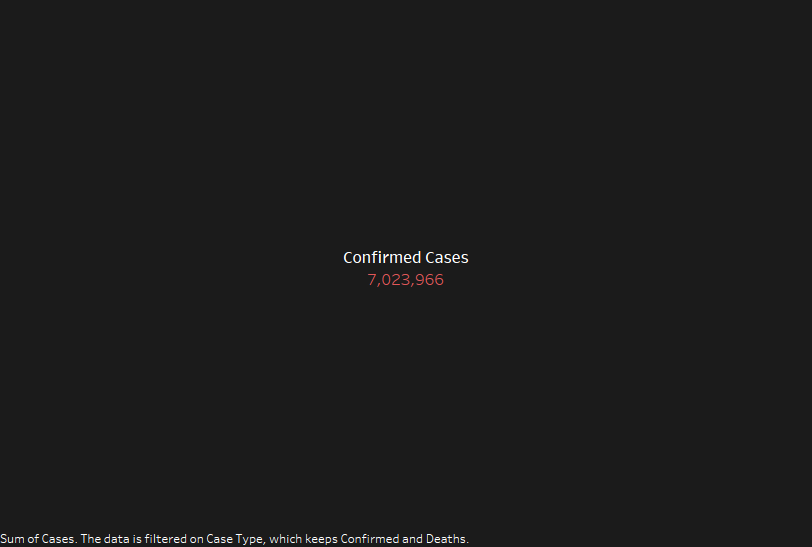 Confirmed Cases
7,023,966
Sum of Cases. The data is filtered on Case Type, which keeps Confirmed and Deaths.